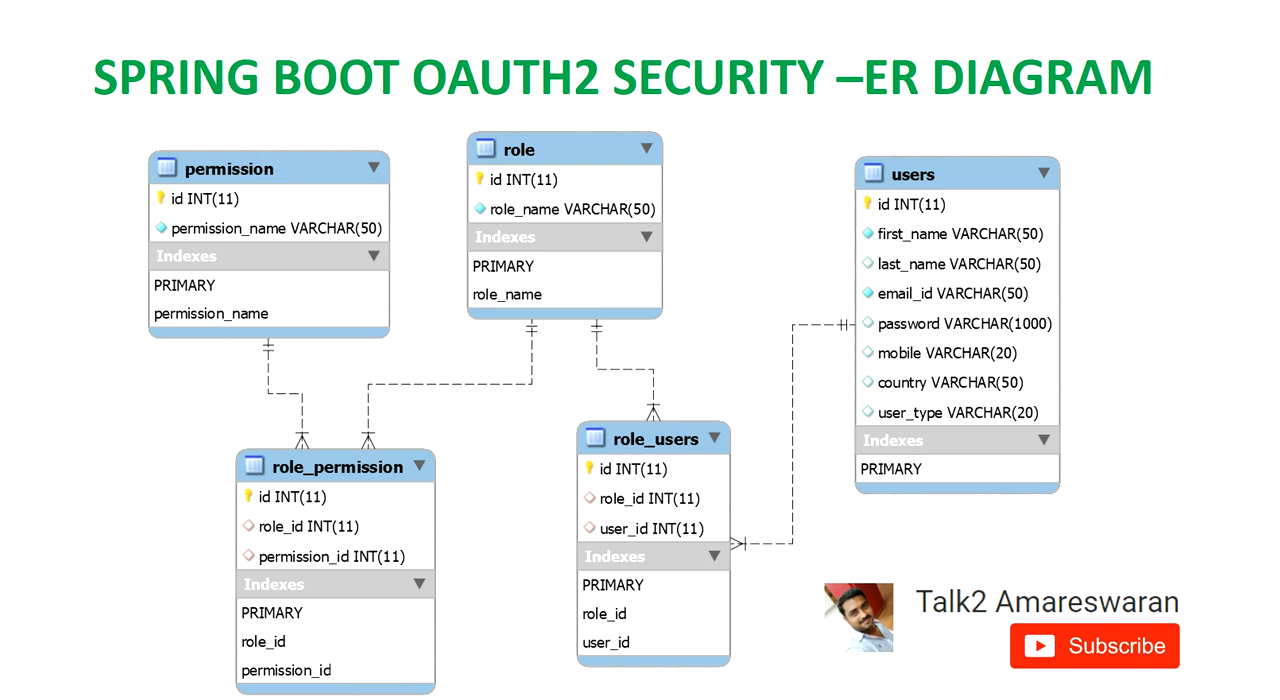 SPRING BOOT OAUTH2 SECURITY –ER DIAGRAM
permission
id INT(11)
permission_name VARCHAR(50)
Indexes
PRIMARY
permission_name
role
id INT(11)
role_name VARCHAR(50)
Indexes
PRIMARY
role_name
users
id INT(11)
first_name VARCHAR(50)
last_name VARCHAR(50)
email_id VARCHAR(50)
password VARCHAR(1000)
mobile VARCHAR(20)
country VARCHAR(50)
user_type VARCHAR(20)
Indexes
PRIMARY
role_permission
id INT(11)
role_id INT(11)
permission_id INT(11)
Indexes
PRIMARY
role_id
permission_id
role_users
id INT(11)
role_id INT(11)
user_id INT(11)
Indexes
PRIMARY
role_id
user_id
Talk2 Amareswaran
Subscribe